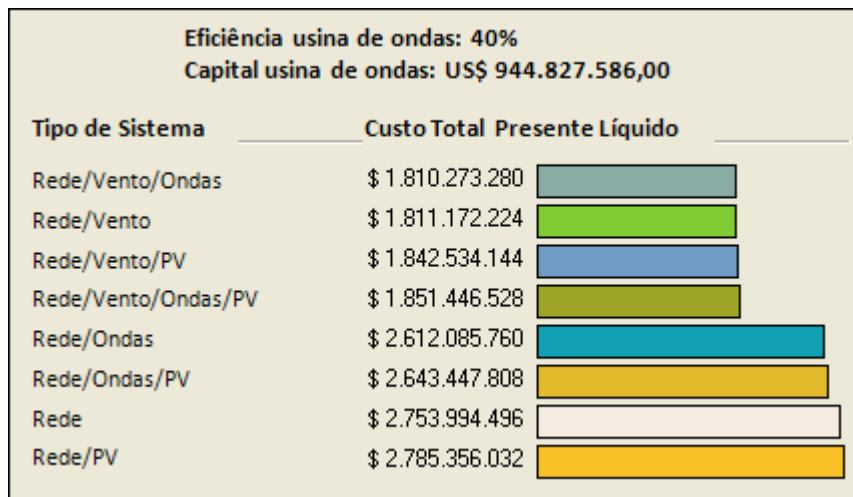 Eficiência usina de ondas: 40%
Capital usina de ondas: US$ 944.827.586,00
Tipo de Sistema Custo Total Presente Líquido
Rede/Vento/Ondas $ 1.810.273.280
Rede/Vento $ 1.811.172.224
Rede/Vento/PV $ 1.842.534.144
Rede/Vento/Ondas/PV $ 1.851.446.528
Rede/Ondas $ 2.612.085.760
Rede/Ondas/PV $ 2.643.447.808
Rede $ 2.753.994.496
Rede/PV $ 2.785.356.032